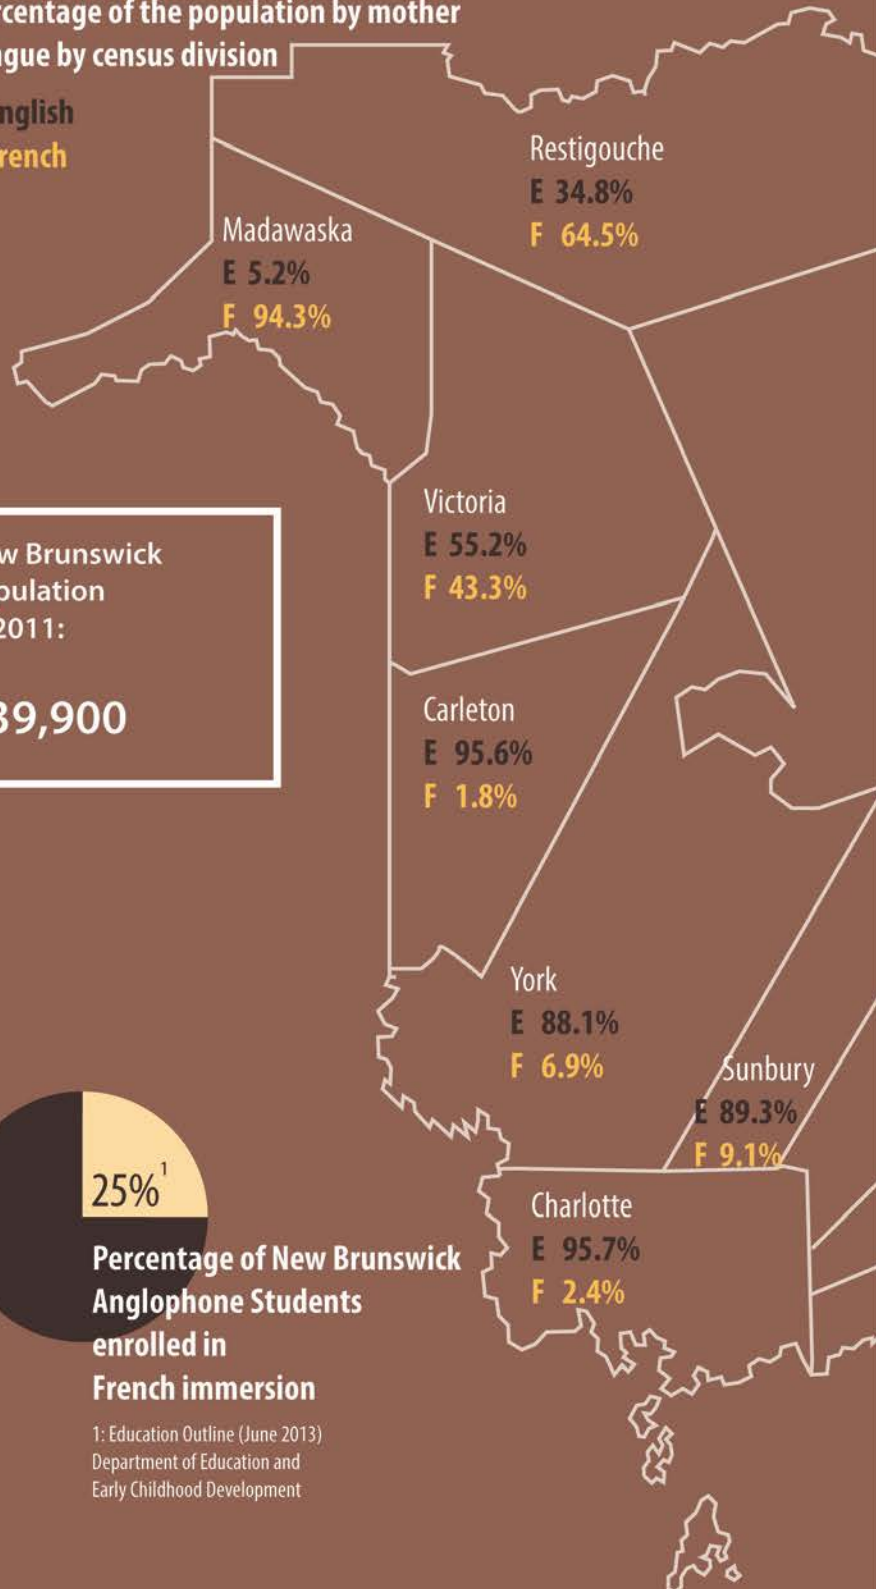 rcentage of the population by mother
gue by census division
nglish
rench
Restigouche
E 34.8%
F 64.5%
Madawaska
E 5.2%
F 94.3%
Victoria
E 55.2%
F 43.3%
w Brunswick
pulation
2011:
39,900
Carleton
E 95.6%
F 1.8%
York
E 88.1%
F 6.9%
Sunbury
E 89.3%
F 9.1%
Charlotte
E 95.7%
F 2.4%
25%¹
Percentage of New Brunswick
Anglophone Students
enrolled in
French immersion
1: Education Outline (June 2013)
Department of Education and
Early Childhood Development